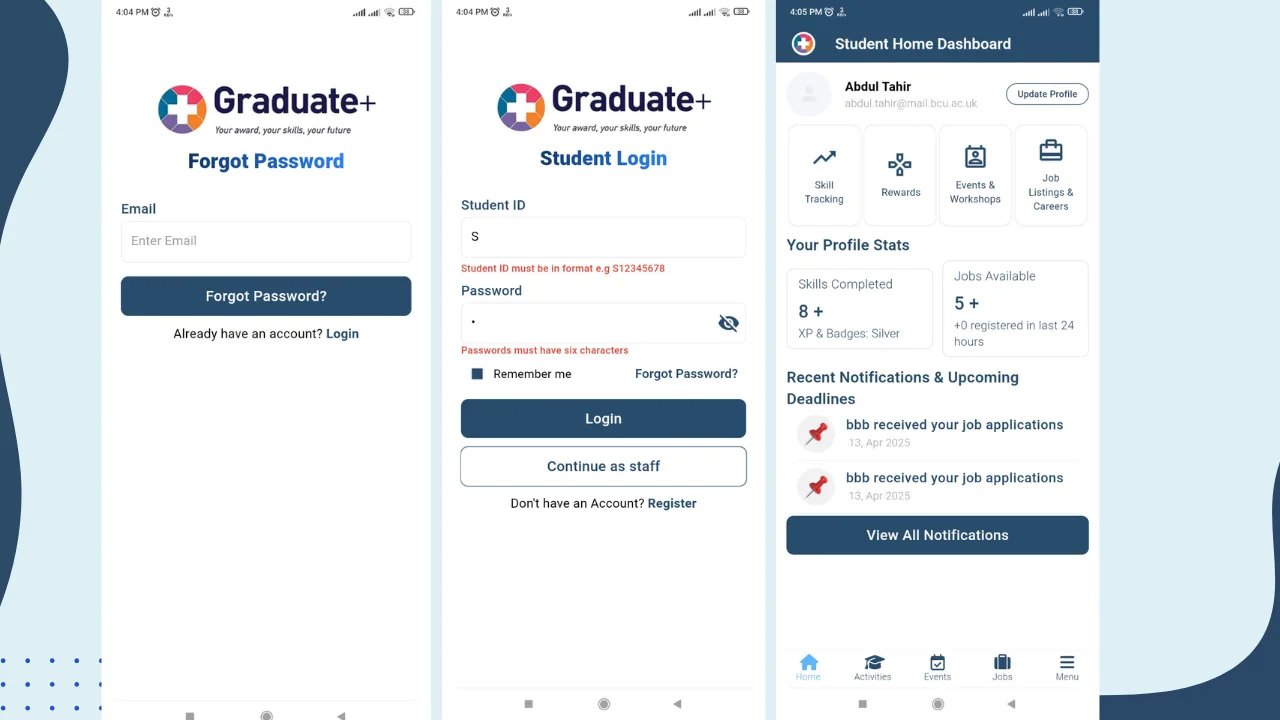 4:04 PM
3
KB/s
Graduate+
Your award, your skills, your future
Forgot Password
Email
Enter Email
Forgot Password?
Already have an account? Login
4:04 PM
3
KB/s
Graduate+
Your award, your skills, your future
Student Login
Student ID
S
Student ID must be in format e.g S12345678
Password
•
Passwords must have six characters
Remember me
Forgot Password?
Login
Continue as staff
Don't have an Account? Register
4:05 PM
Student Home Dashboard
Abdul Tahir
abdul.tahir@mail.bcu.ac.uk
Update Profile
Skill
Tracking
Rewards
Events &
Workshops
Job
Listings &
Careers
Your Profile Stats
Skills Completed
8 +
XP & Badges: Silver
Jobs Available
5 +
+0 registered in last 24
hours
Recent Notifications & Upcoming
Deadlines
bbb received your job applications
13, Apr 2025
bbb received your job applications
13, Apr 2025
View All Notifications
Home
Activities
Events
Jobs
Menu